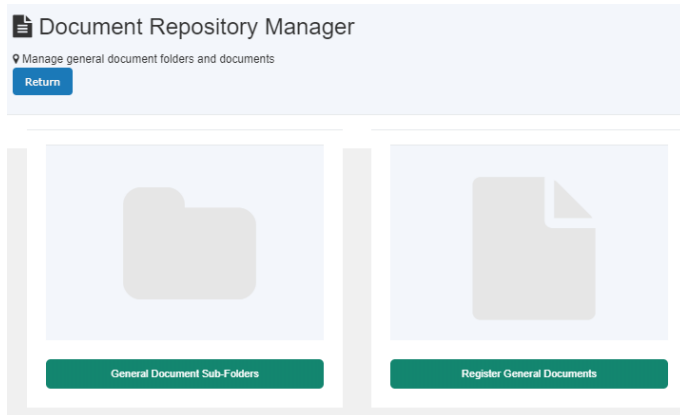 Document Repository Manager
Manage general document folders and documents
Return
General Document Sub-Folders
Register General Documents